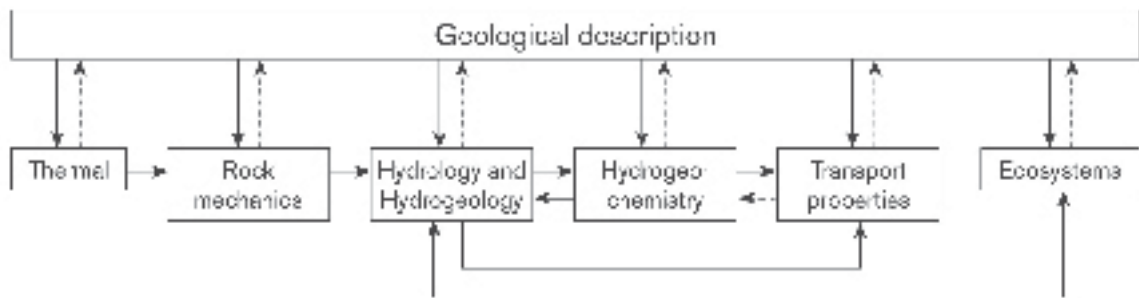 Geological description
Thermal
Rock
mechanics
Hydrology and
Hydrogeology
Hydrogeo-
chemistry
Transport
properties
Ecosystems